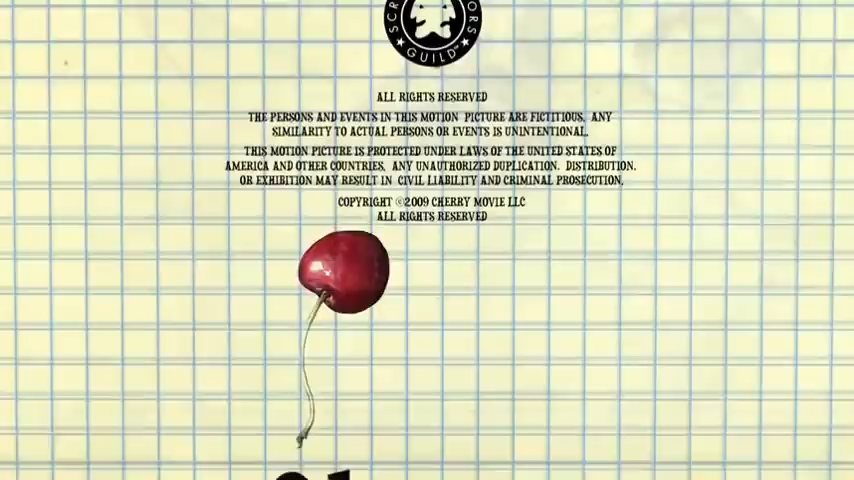 SCR ORS
GUILD
ALL RIGHTS RESERVED
THE PERSONS AND EVENTS IN THIS MOTION PICTURE ARE FICTITIOUS. ANY
SIMILARITY TO ACTUAL PERSONS OR EVENTS IS UNINTENTIONAL.
THIS MOTION PICTURE IS PROTECTED UNDER LAWS OF THE UNITED STATES OF
AMERICA AND OTHER COUNTRIES. ANY UNAUTHORIZED DUPLICATION. DISTRIBUTION.
OR EXHIBITION MAY RESULT IN CIVIL LIABILITY AND CRIMINAL PROSECUTION.
COPYRIGHT ©2009 CHERRY MOVIE LLC
ALL RIGHTS RESERVED